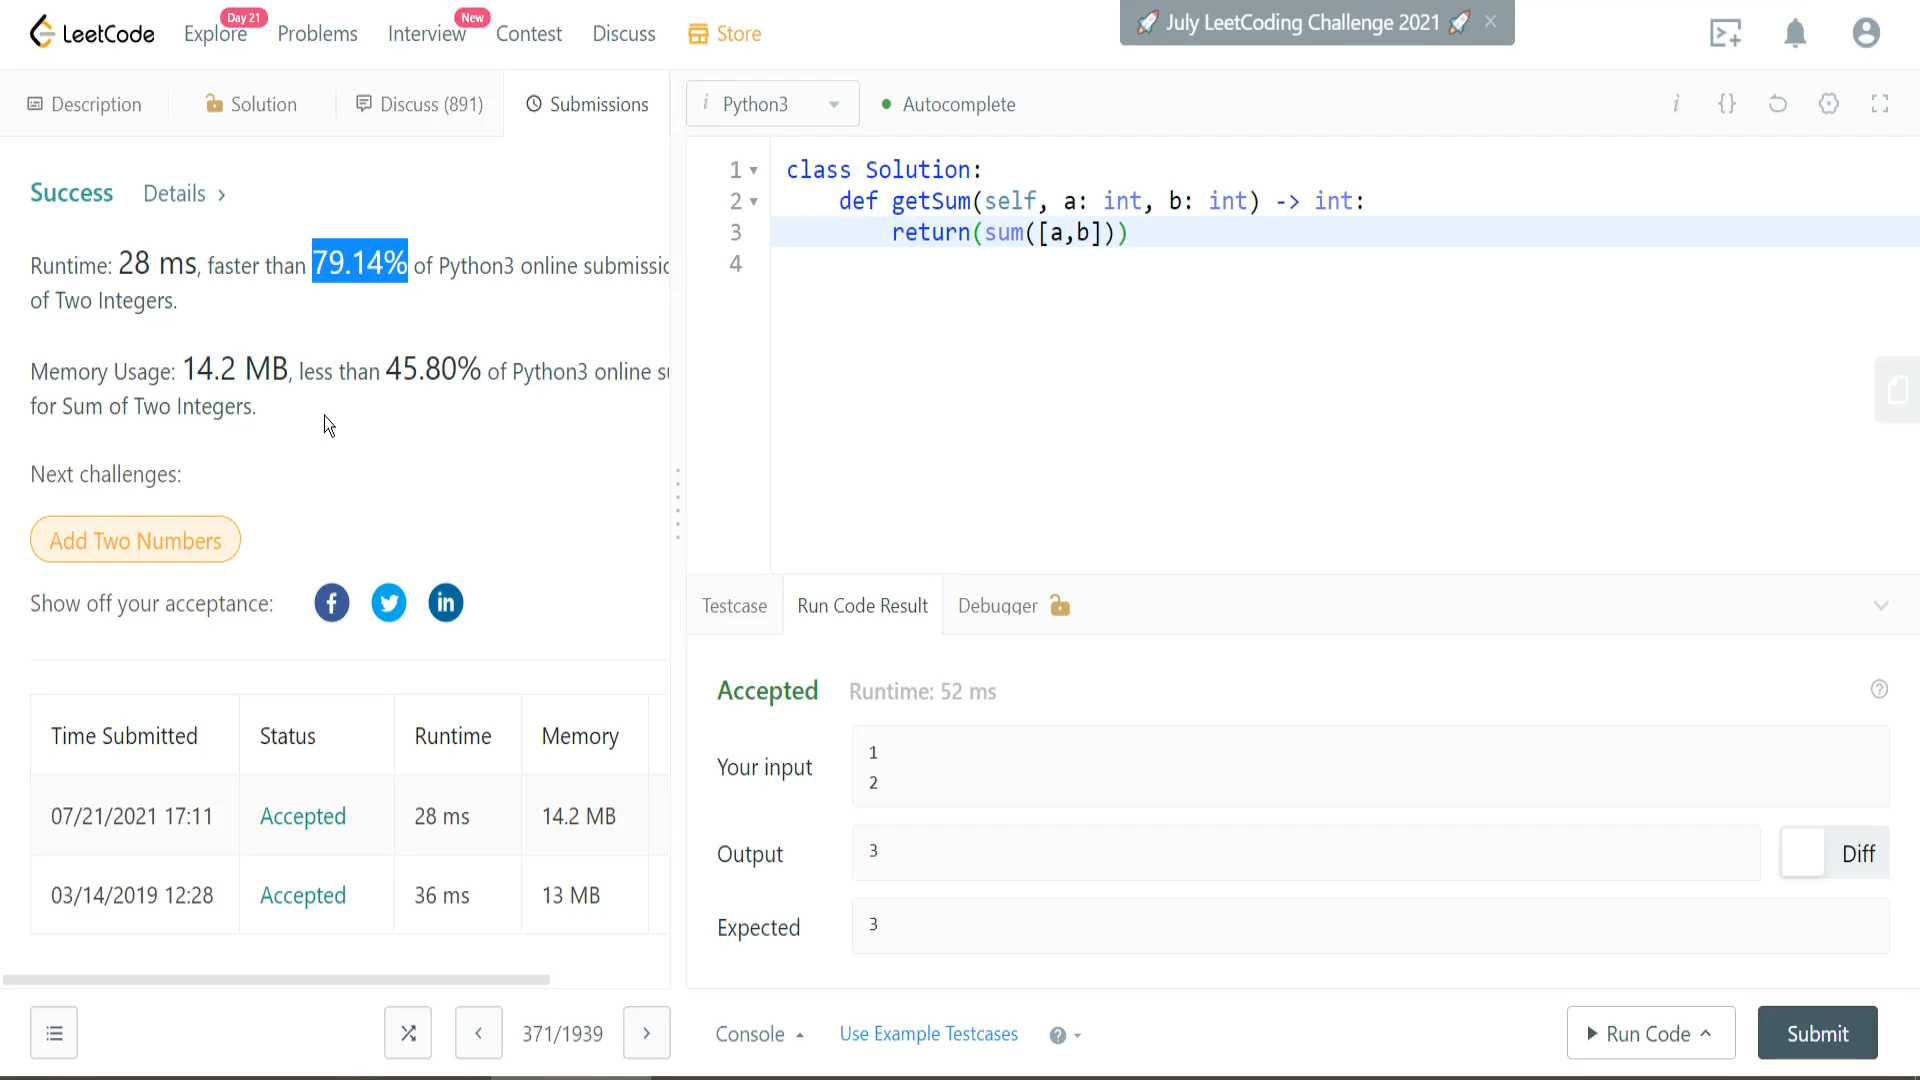 LeetCode
Explore
Day 21
Problems
Interview
New
Contest
Discuss
Store
🚀 July LeetCoding Challenge 2021 🚀 ×
Description
Solution
Discuss (891)
Submissions
i Python3
Autocomplete
i {}
Success Details >
Runtime: 28 ms, faster than 79.14% of Python3 online
of Two Integers.
Memory Usage: 14.2 MB, less than 45.80% of Python3 online
for Sum of Two Integers.
Next challenges:
Add Two Numbers
Show off your acceptance:
Time Submitted Status Runtime Memory
07/21/2021 17:11 Accepted 28 ms 14.2 MB
03/14/2019 12:28 Accepted 36 ms 13 MB
371/1939
1 class Solution:
2 def getSum(self, a: int, b: int) -> int:
3 return(sum([a,b]))
4
Testcase
Run Code Result
Debugger
Accepted Runtime: 52 ms
Your input
1
2
Output
3
Diff
Expected
3
Console
Use Example Testcases
Run Code
Submit